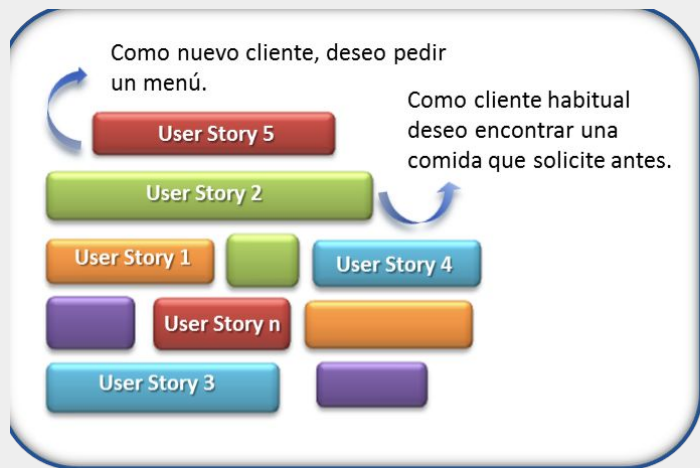 Como nuevo cliente, deseo pedir
un menú.
Como cliente habitual
deseo encontrar una
comida que solicite antes.
User Story 5
User Story 2
User Story 1
User Story 4
User Story n
User Story 3